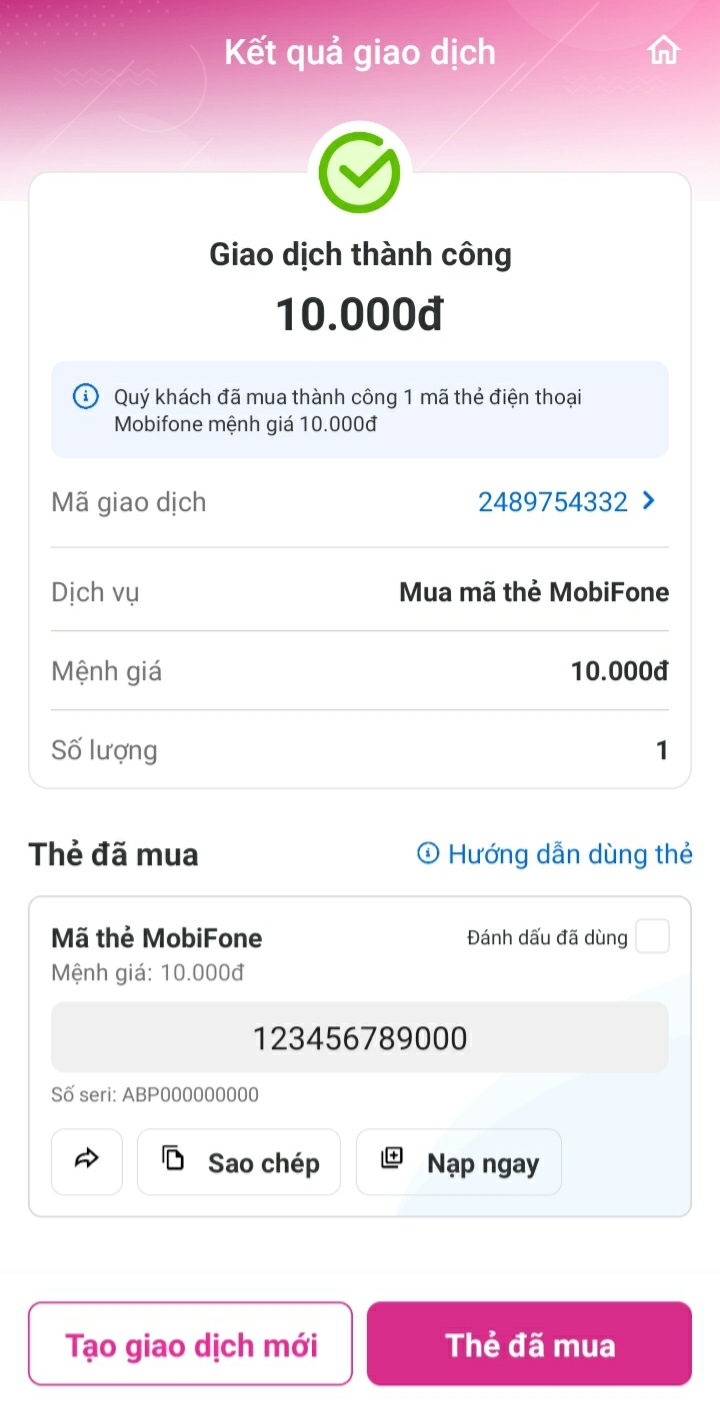 Kết quả giao dịch
Giao dịch thành công
10.000đ
Quý khách đã mua thành công 1 mã thẻ điện thoại
Mobifone mệnh giá 10.000đ
Mã giao dịch 2489754332
Dịch vụ Mua mã thẻ MobiFone
Mệnh giá 10.000đ
Số lượng 1
Thẻ đã mua Hướng dẫn dùng thẻ
Mã thẻ MobiFone Đánh dấu đã dùng
Mệnh giá: 10.000đ
123456789000
Số seri: ABP000000000
Sao chép Nạp ngay
Tạo giao dịch mới Thẻ đã mua